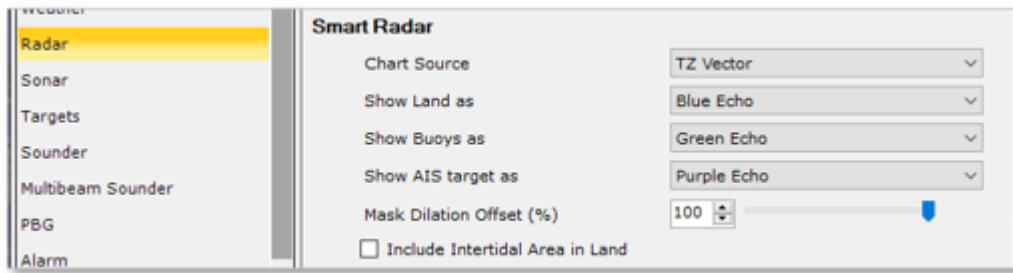 Weather
Radar
Sonar
Targets
Sounder
Multibeam Sounder
PBG
Alarm
Smart Radar
Chart Source TZ Vector
Show Land as Blue Echo
Show Buoys as Green Echo
Show AIS target as Purple Echo
Mask Dilation Offset (%) 100
Include Intertidal Area in Land